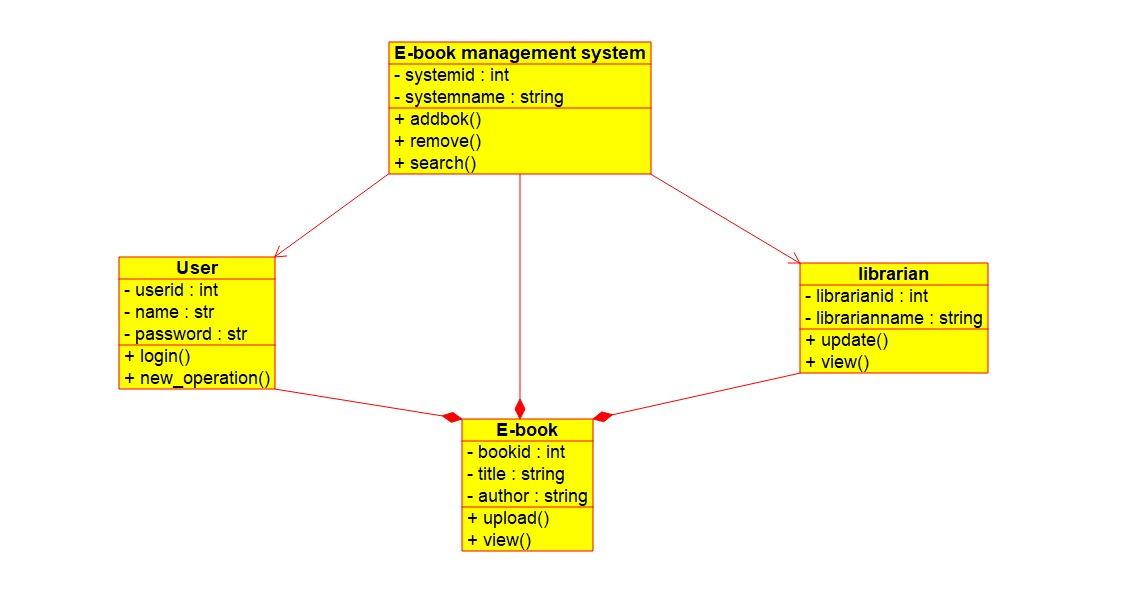 E-book management system
- systemid : int
- systemname : string
+ addbok()
+ remove()
+ search()
User
- userid : int
- name : str
- password : str
+ login()
+ new_operation()
librarian
- librarianid : int
- librarianname : string
+ update()
+ view()
E-book
- bookid : int
- title : string
- author : string
+ upload()
+ view()